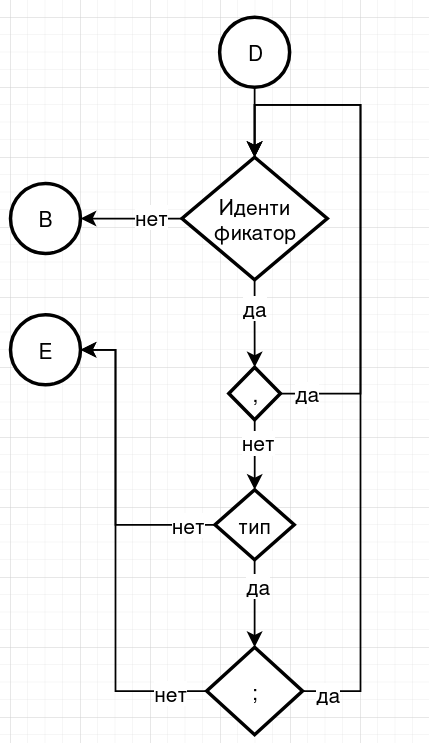 D
Иденти
фикатор
нет
B
да
E
,
да
нет
тип
нет
да
;
нет
да